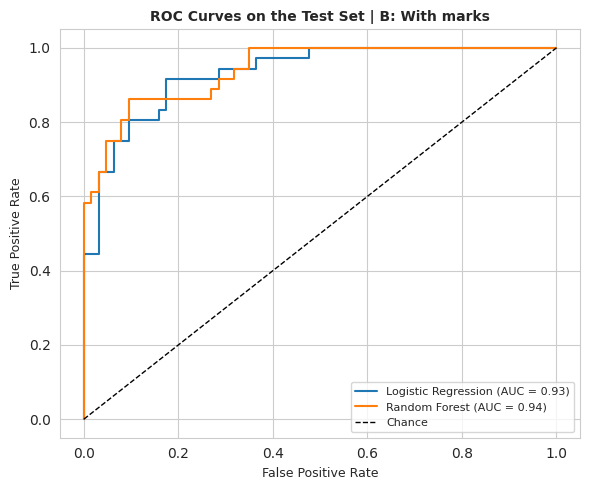 ROC Curves on the Test Set | B: With marks
True Positive Rate
1.0
0.8
0.6
0.4
0.2
0.0
0.0 0.2 0.4 0.6 0.8 1.0
False Positive Rate
Logistic Regression (AUC = 0.93)
Random Forest (AUC = 0.94)
Chance